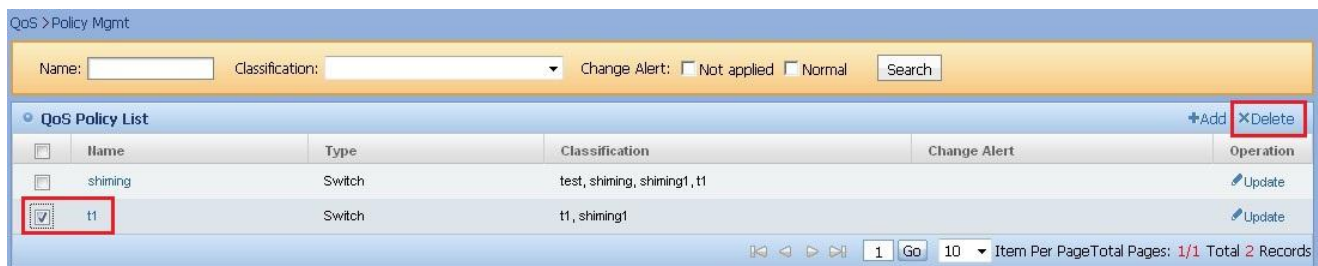 QoS >Policy Mgmt
Name: Classification: Change Alert: Not applied Normal Search
QoS Policy List +Add ×Delete
Name Type Classification Change Alert Operation
shiming Switch test, shiming, shiming1, t1 Update
t1 Switch t1, shiming1 Update
1 Go 10 Item Per PageTotal Pages: 1/1 Total 2 Records